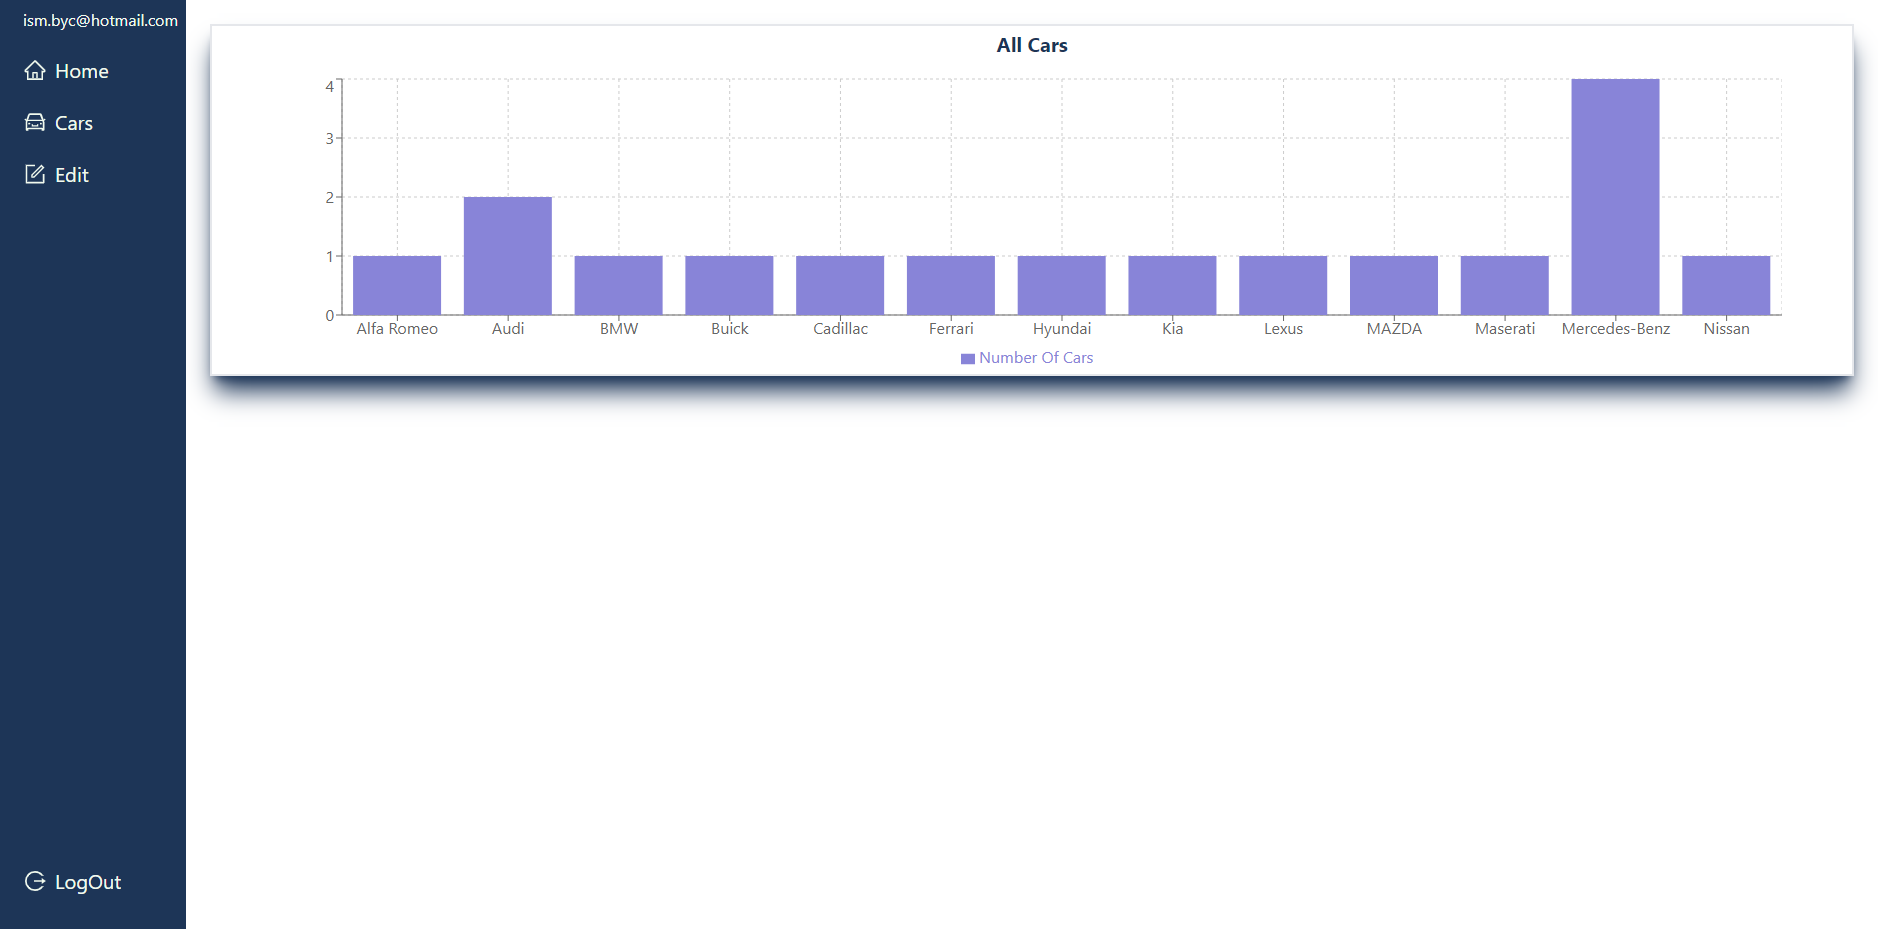 ism.byc@hotmail.com
Home
Cars
Edit
LogOut
All Cars
4
3
2
1
0
Alfa Romeo Audi BMW Buick Cadillac Ferrari Hyundai Kia Lexus MAZDA Maserati Mercedes-Benz Nissan
Number Of Cars